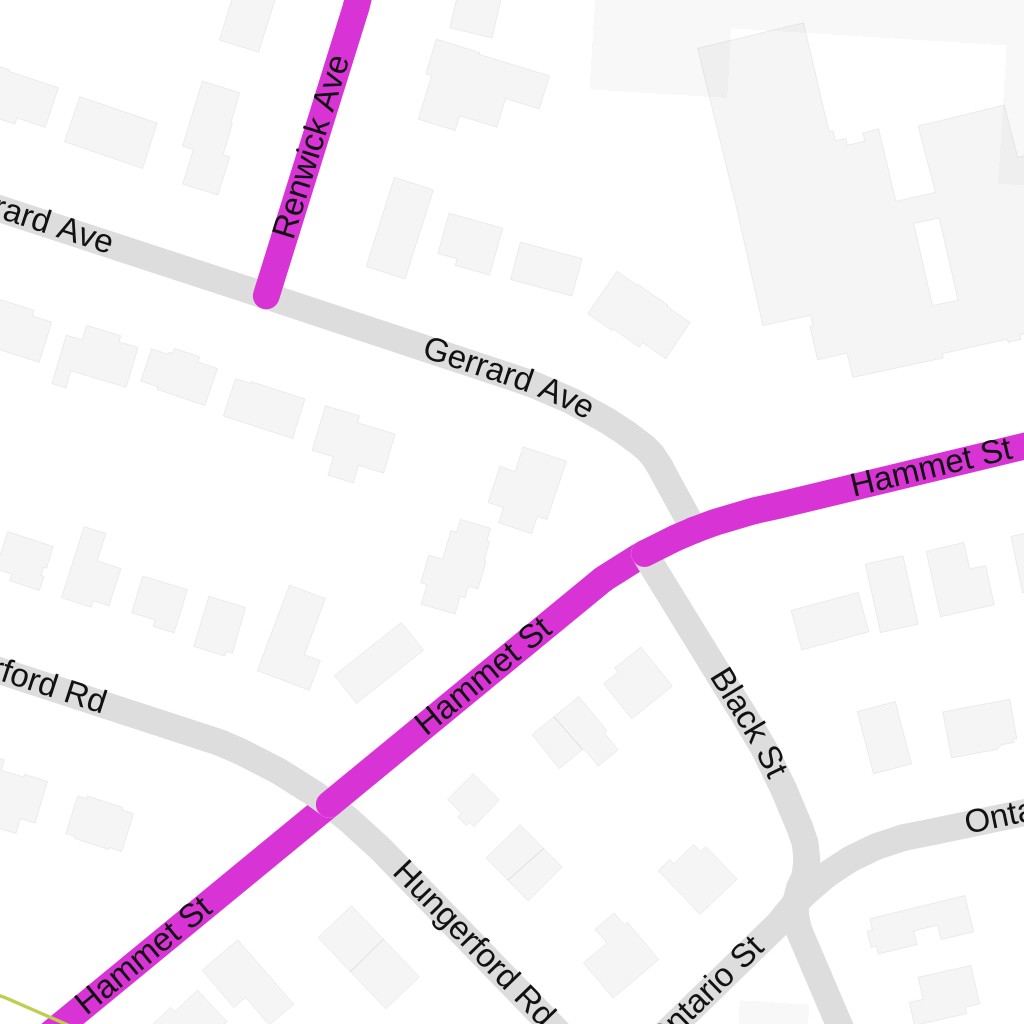 Renwick Ave
rard Ave
Gerrard Ave
Hammet St
Hammet St
rford Rd
Black St
Onta
Hungerford Rd
Hammet St
ntario St